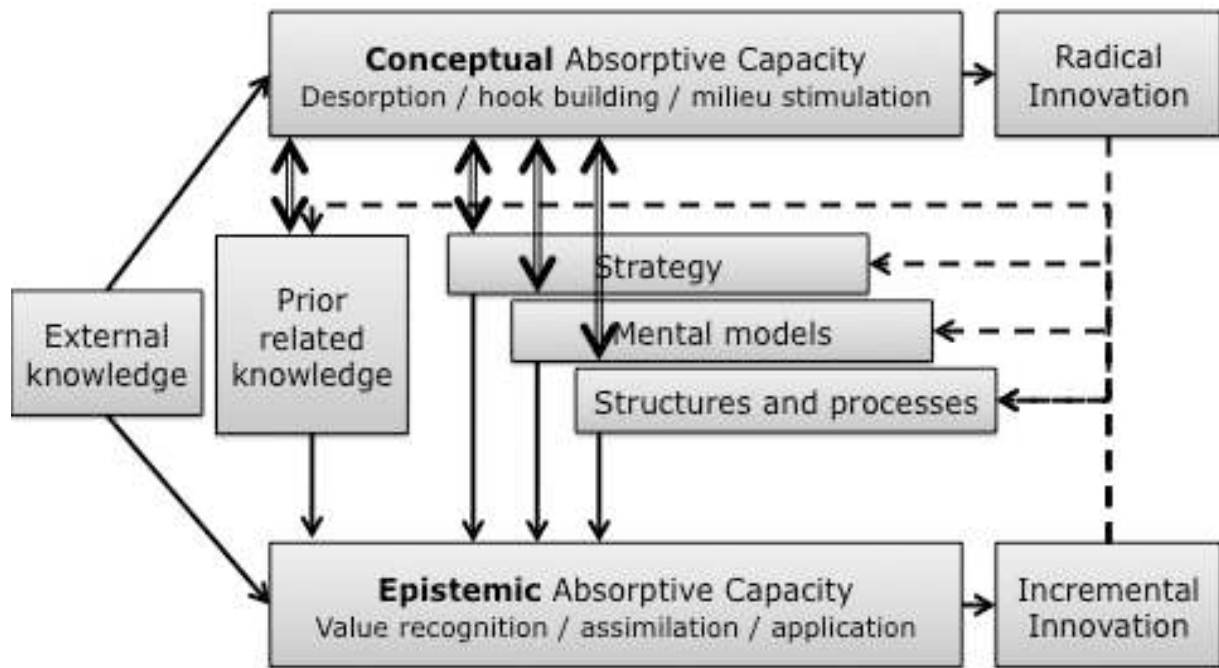 Conceptual Absorptive Capacity
Desorption / hook building / milieu stimulation
Radical
Innovation
External
knowledge
Prior
related
knowledge
Strategy
Mental models
Structures and processes
Epistemic Absorptive Capacity
Value recognition / assimilation / application
Incremental
Innovation